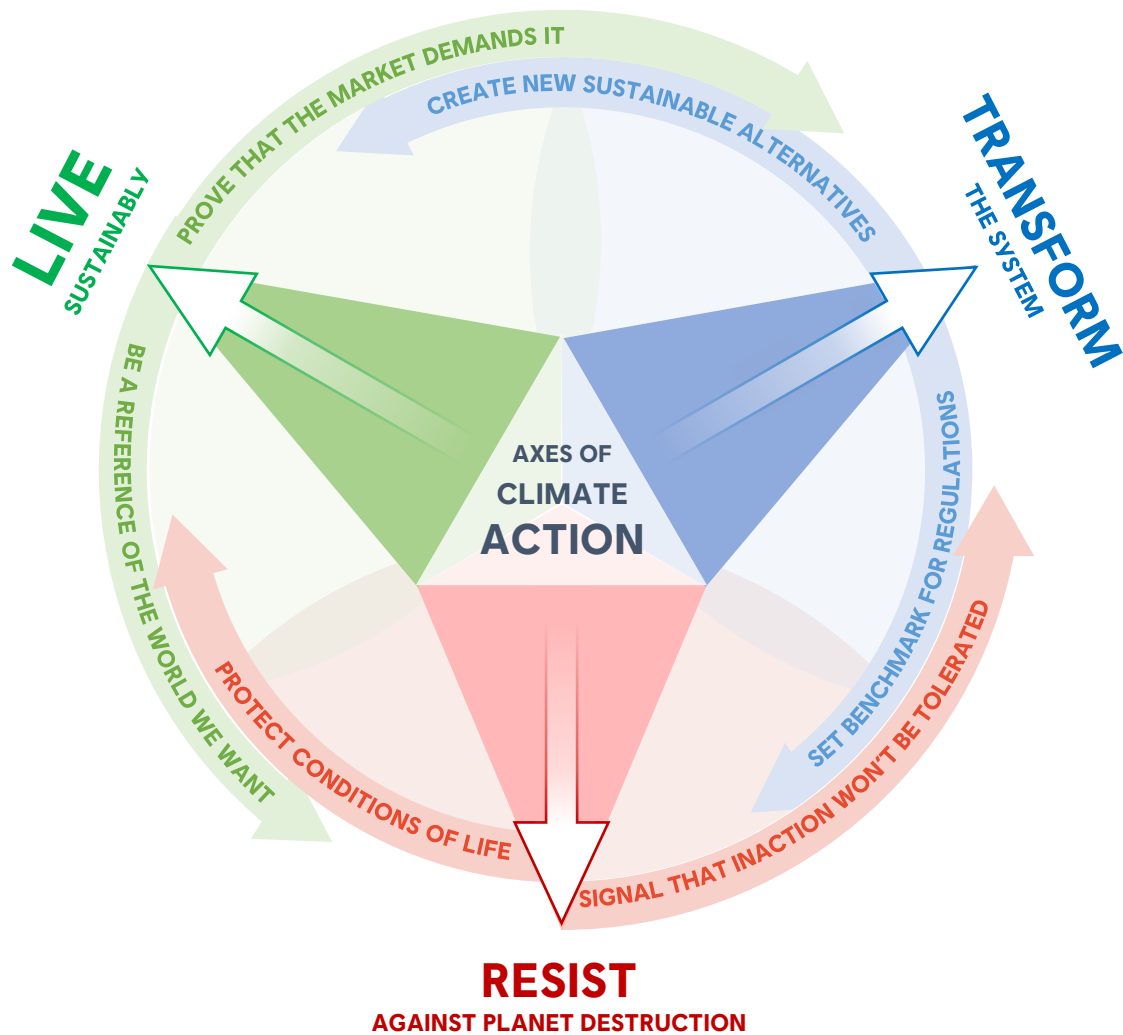 PROVE THAT THE MARKET DEMANDS IT
CREATE NEW SUSTAINABLE ALTERNATIVES
LIVE
SUSTAINABLY
TRANSFORM
THE SYSTEM
BE A REFERENCE OF THE WORLD WE WANT
SET BENCHMARK FOR REGULATIONS
AXES OF
CLIMATE
ACTION
PROTECT CONDITIONS OF LIFE
SIGNAL THAT INACTION WON'T BE TOLERATED
RESIST
AGAINST PLANET DESTRUCTION